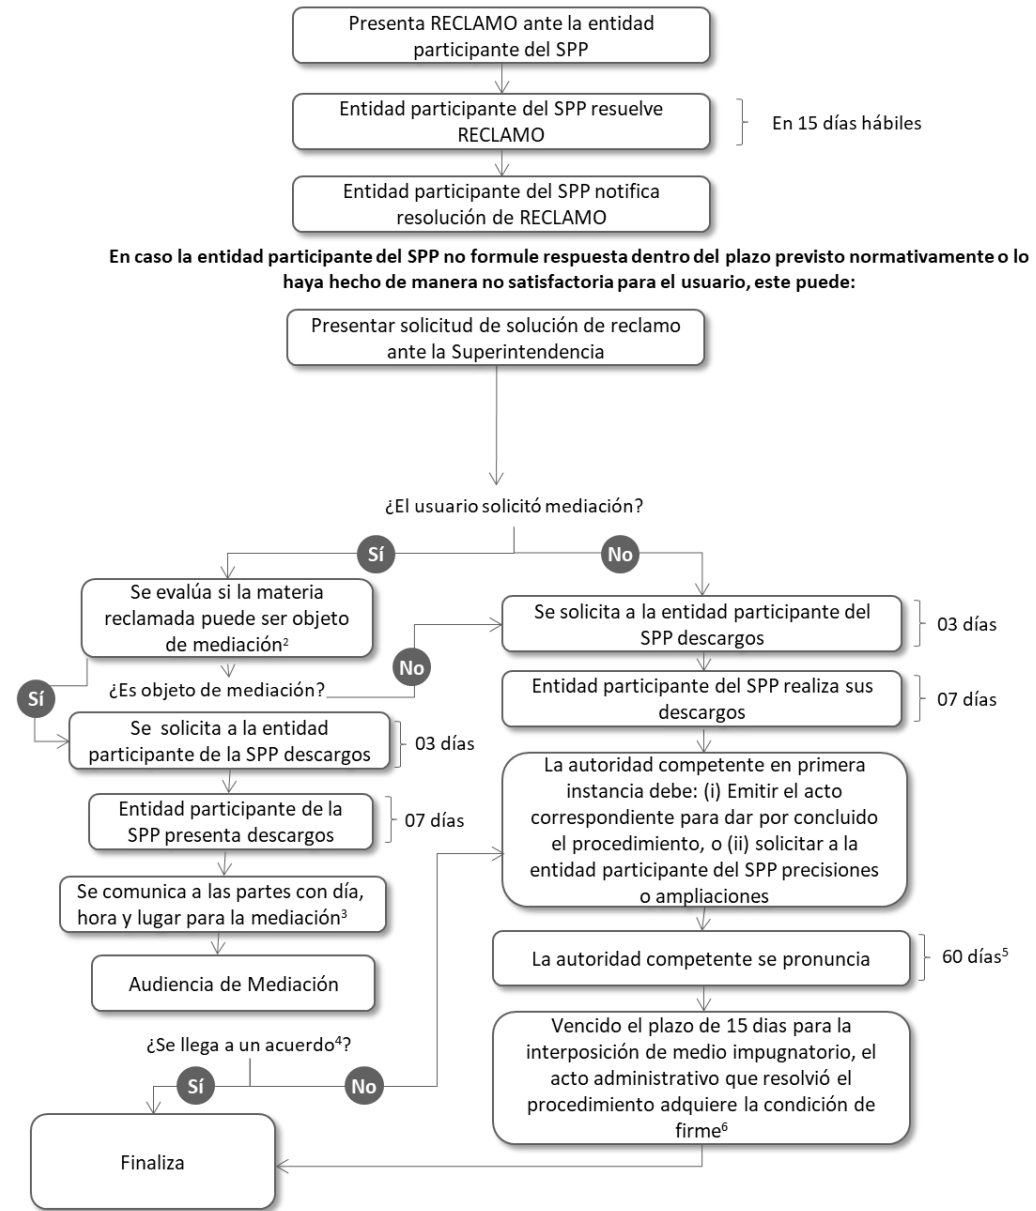 Presenta RECLAMO ante la entidad
participante del SPP
Entidad participante del SPP resuelve
RECLAMO
En 15 días hábiles
Entidad participante del SPP notifica
resolución de RECLAMO
En caso la entidad participante del SPP no formule respuesta dentro del plazo previsto normativamente o lo
haya hecho de manera no satisfactoria para el usuario, este puede:
Presentar solicitud de solución de reclamo
ante la Superintendencia
¿El usuario solicitó mediación?
Sí
No
Se evalúa si la materia
reclamada puede ser objeto
de mediación²
¿Es objeto de mediación?
No
Sí
Se  solicita a la entidad
participante de la SPP descargos
03 días
Entidad participante de la
SPP presenta descargos
07 días
Se comunica a las partes con día,
hora y lugar para la mediación³
Audiencia de Mediación
¿Se llega a un acuerdo⁴?
Sí
No
Finaliza
Se solicita a la entidad participante del
SPP descargos
03 días
Entidad participante del SPP realiza sus
descargos
07 días
La autoridad competente en primera
instancia debe: (i) Emitir el acto
correspondiente para dar por concluido
el procedimiento, o (ii) solicitar a la
entidad participante del SPP precisiones
o ampliaciones
La autoridad competente se pronuncia
60 días⁵
Vencido el plazo de 15 dias para la
interposición de medio impugnatorio, el
acto administrativo que resolvió el
procedimiento adquiere la condición de
firme⁶